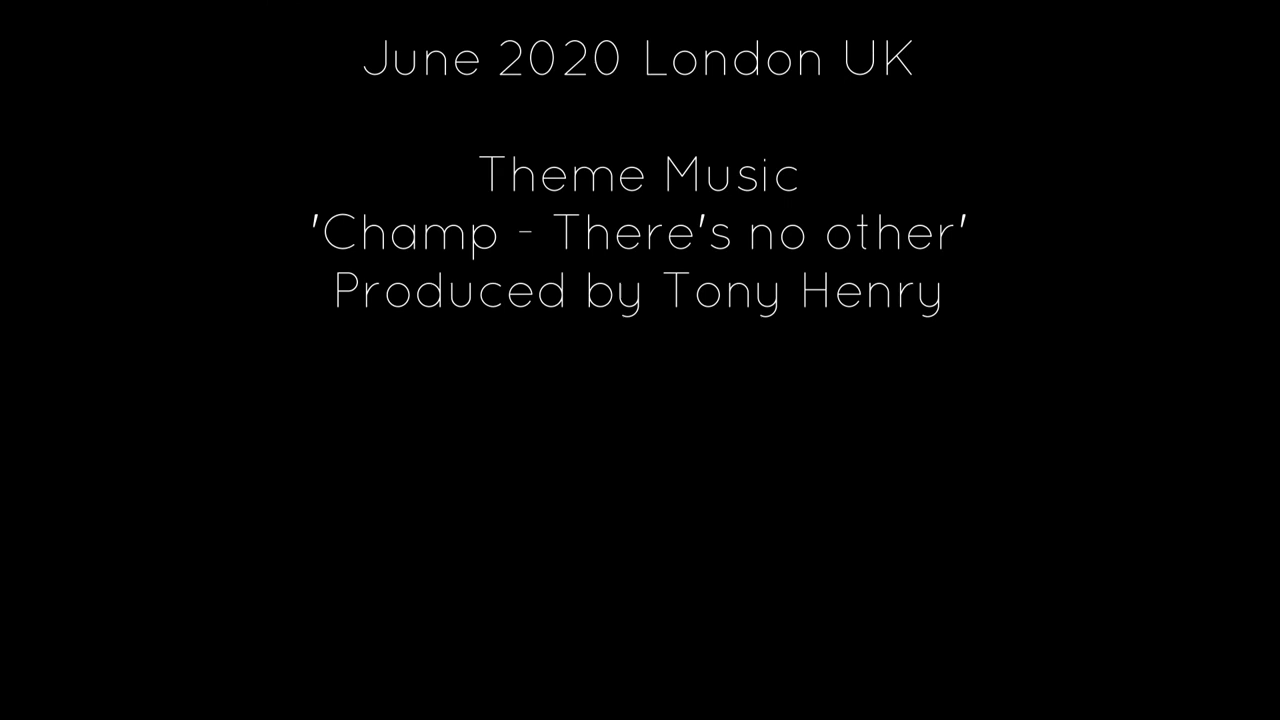 June 2020 London UK
Theme Music
'Champ - There's no other'
Produced by Tony Henry